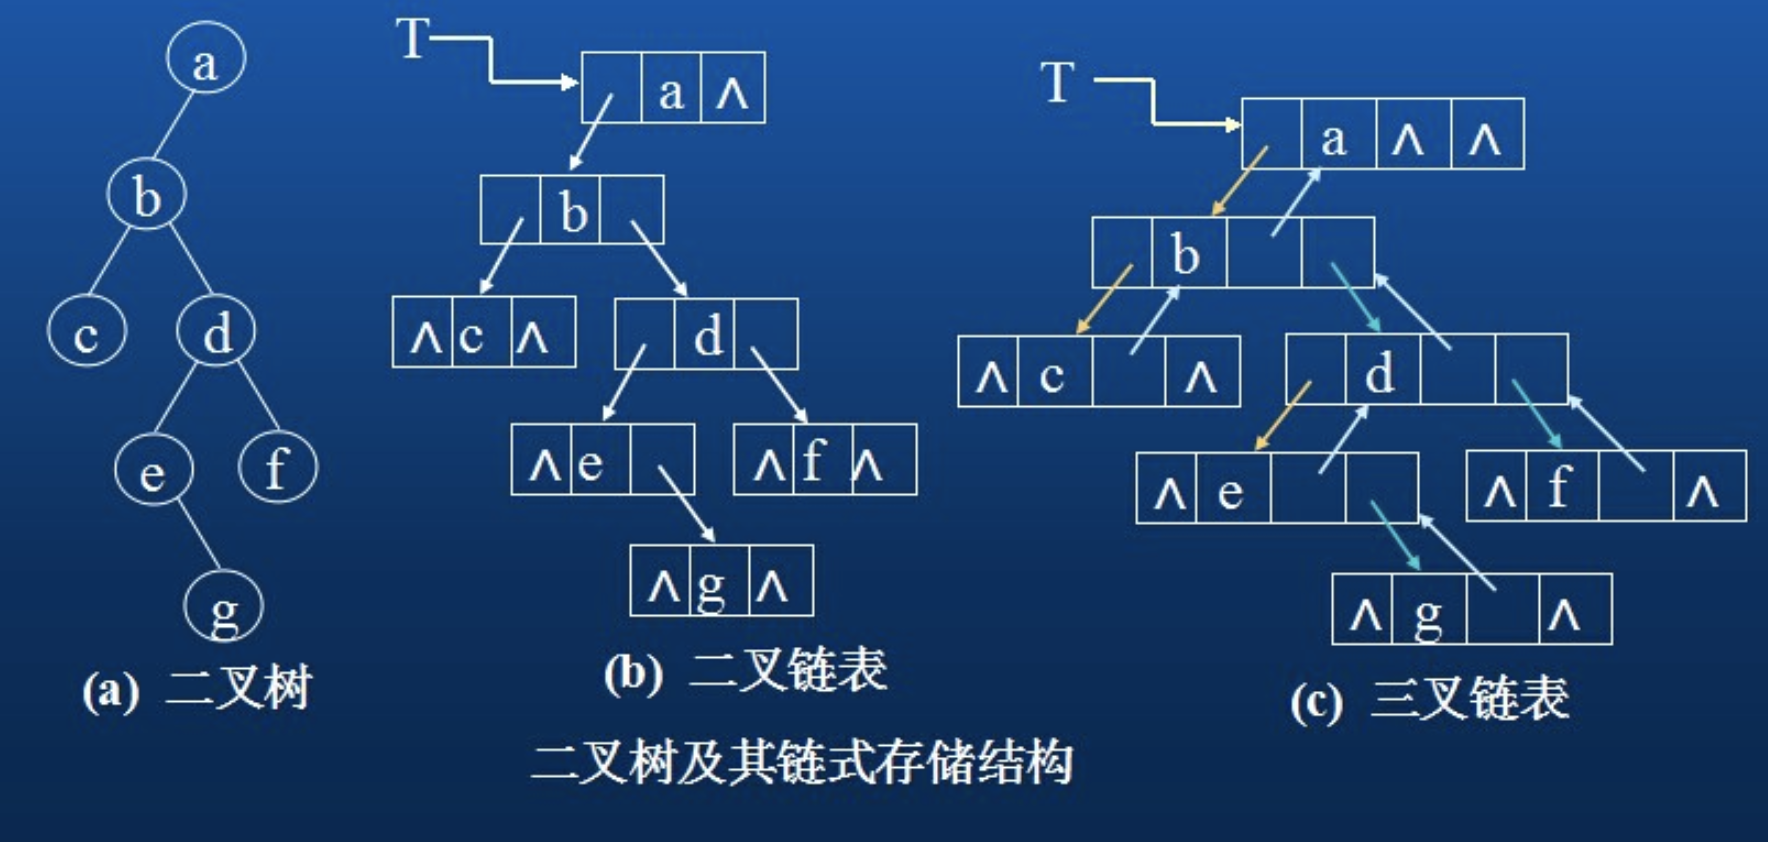 a
b
c d
e f
g
(a) 二叉树
T
a ∧
b
∧ c ∧ d
∧ e ∧ f ∧
∧ g ∧
(b) 二叉链表
T
a ∧ ∧
b
∧ c ∧ d
∧ e ∧ f ∧
∧ g ∧
(c) 三叉链表
二叉树及其链式存储结构